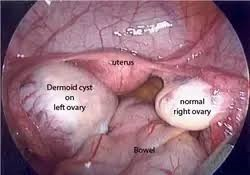 uterus
Dermoid cyst
on
left ovary
normal
right ovary
Bowel